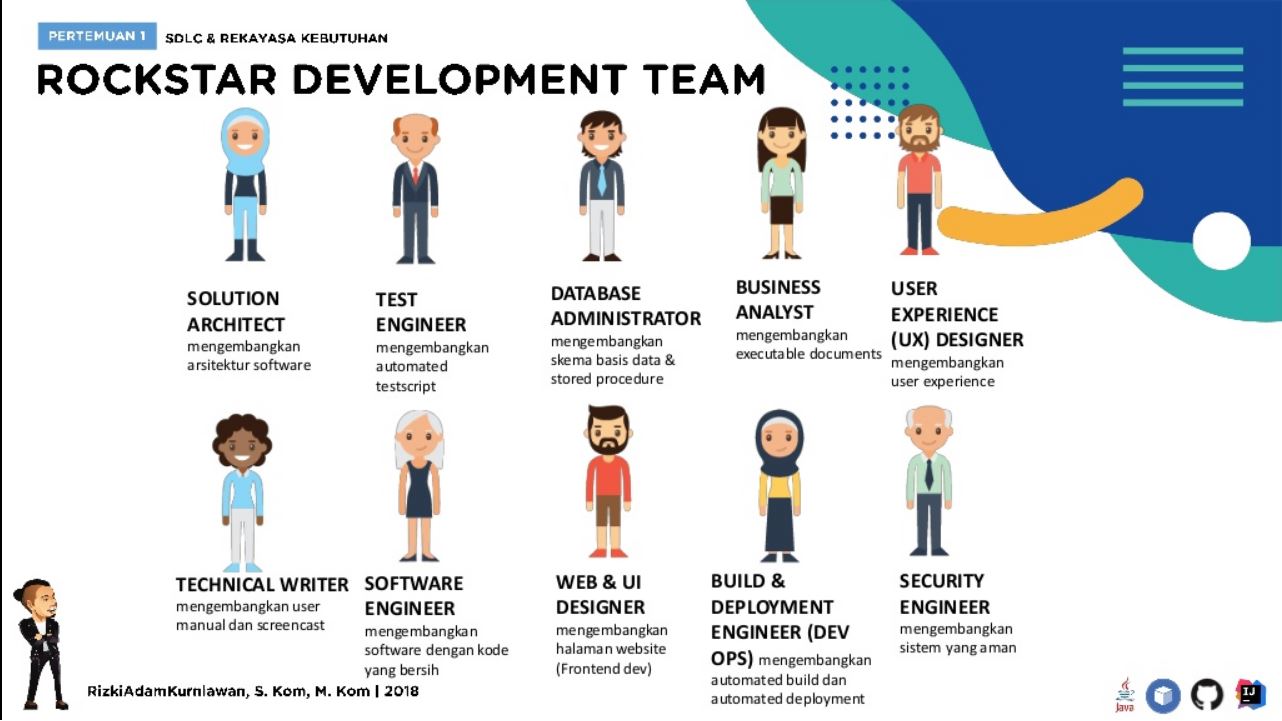 PERTEMUAN 1
SDLC & REKAYASA KEBUTUHAN
ROCKSTAR DEVELOPMENT TEAM
SOLUTION
ARCHITECT
mengembangkan
arsitektur software
TEST
ENGINEER
mengembangkan
automated
testscript
DATABASE
ADMINISTRATOR
mengembangkan
skema basis data &
stored procedure
BUSINESS
ANALYST
mengembangkan
executable documents
USER
EXPERIENCE
(UX) DESIGNER
mengembangkan
user experience
TECHNICAL WRITER
mengembangkan user
manual dan screencast
SOFTWARE
ENGINEER
mengembangkan
software dengan kode
yang bersih
WEB & UI
DESIGNER
mengembangkan
halaman website
(Frontend dev)
BUILD &
DEPLOYMENT
ENGINEER (DEV
OPS) mengembangkan
automated build dan
automated deployment
SECURITY
ENGINEER
mengembangkan
sistem yang aman
RizkiAdamKurniawan, S. Kom, M. Kom | 2018
Java
IJ